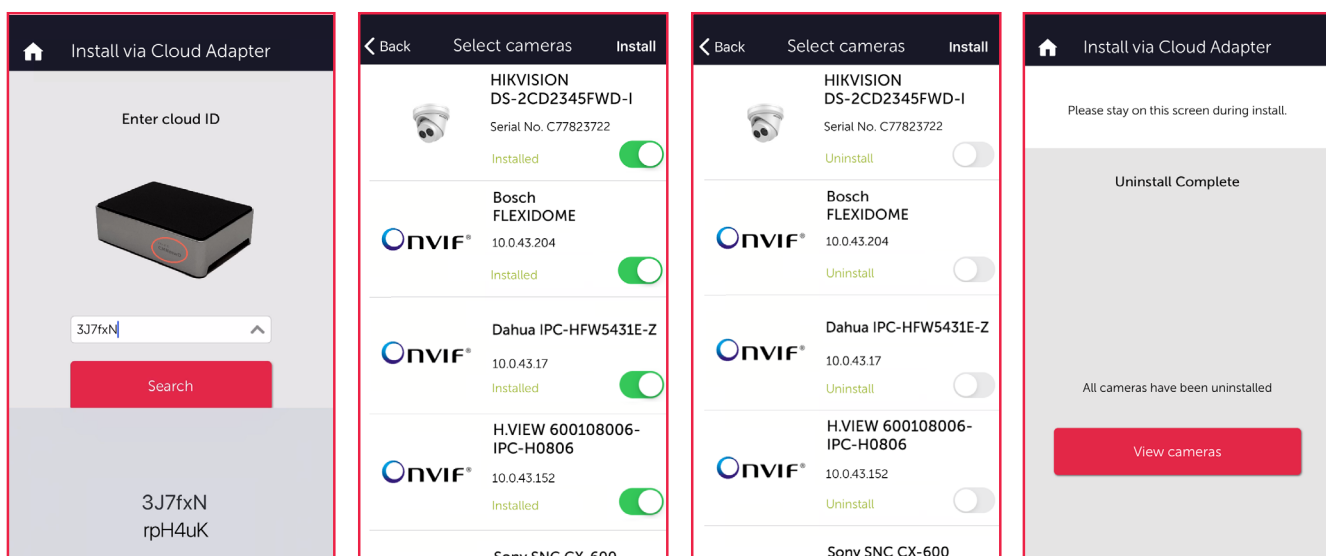 Install via Cloud Adapter
Enter cloud ID
3J7fxN
Search
3J7fxN
rpH4uK
Back Select cameras Install
HIKVISION
DS-2CD2345FWD-I
Serial No. C77823722
Installed
Bosch
FLEXIDOME
ONVIF®
10.0.43.204
Installed
Dahua IPC-HFW5431E-Z
ONVIF®
10.0.43.17
Installed
H.VIEW 600108006-
IPC-H0806
ONVIF®
10.0.43.152
Installed
Sony SNC CX-600
Back Select cameras Install
HIKVISION
DS-2CD2345FWD-I
Serial No. C77823722
Uninstall
Bosch
FLEXIDOME
ONVIF®
10.0.43.204
Uninstall
Dahua IPC-HFW5431E-Z
ONVIF®
10.0.43.17
Uninstall
H.VIEW 600108006-
IPC-H0806
ONVIF®
10.0.43.152
Uninstall
Sony SNC CX-600
Install via Cloud Adapter
Please stay on this screen during install.
Uninstall Complete
All cameras have been uninstalled
View cameras